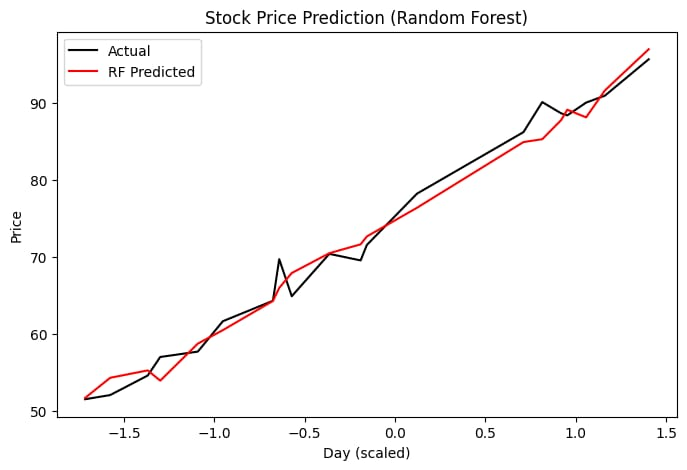 Stock Price Prediction (Random Forest)
Actual
RF Predicted
Price
90
80
70
60
50
−1.5
−1.0
−0.5
0.0
0.5
1.0
1.5
Day (scaled)